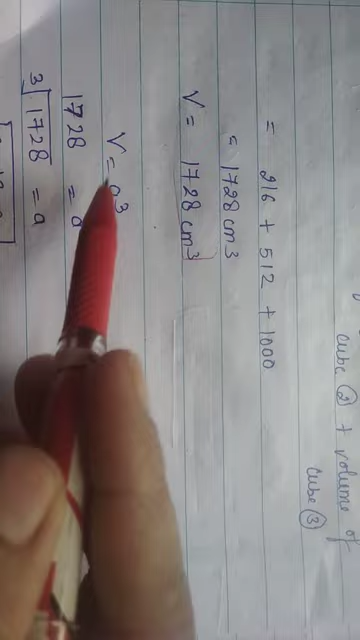 cube ② + volume of
cube ③
= 216 + 512 + 1000
= 1728 cm³
V = 1728 cm³
V = a³
1728 = a
3√1728 = a